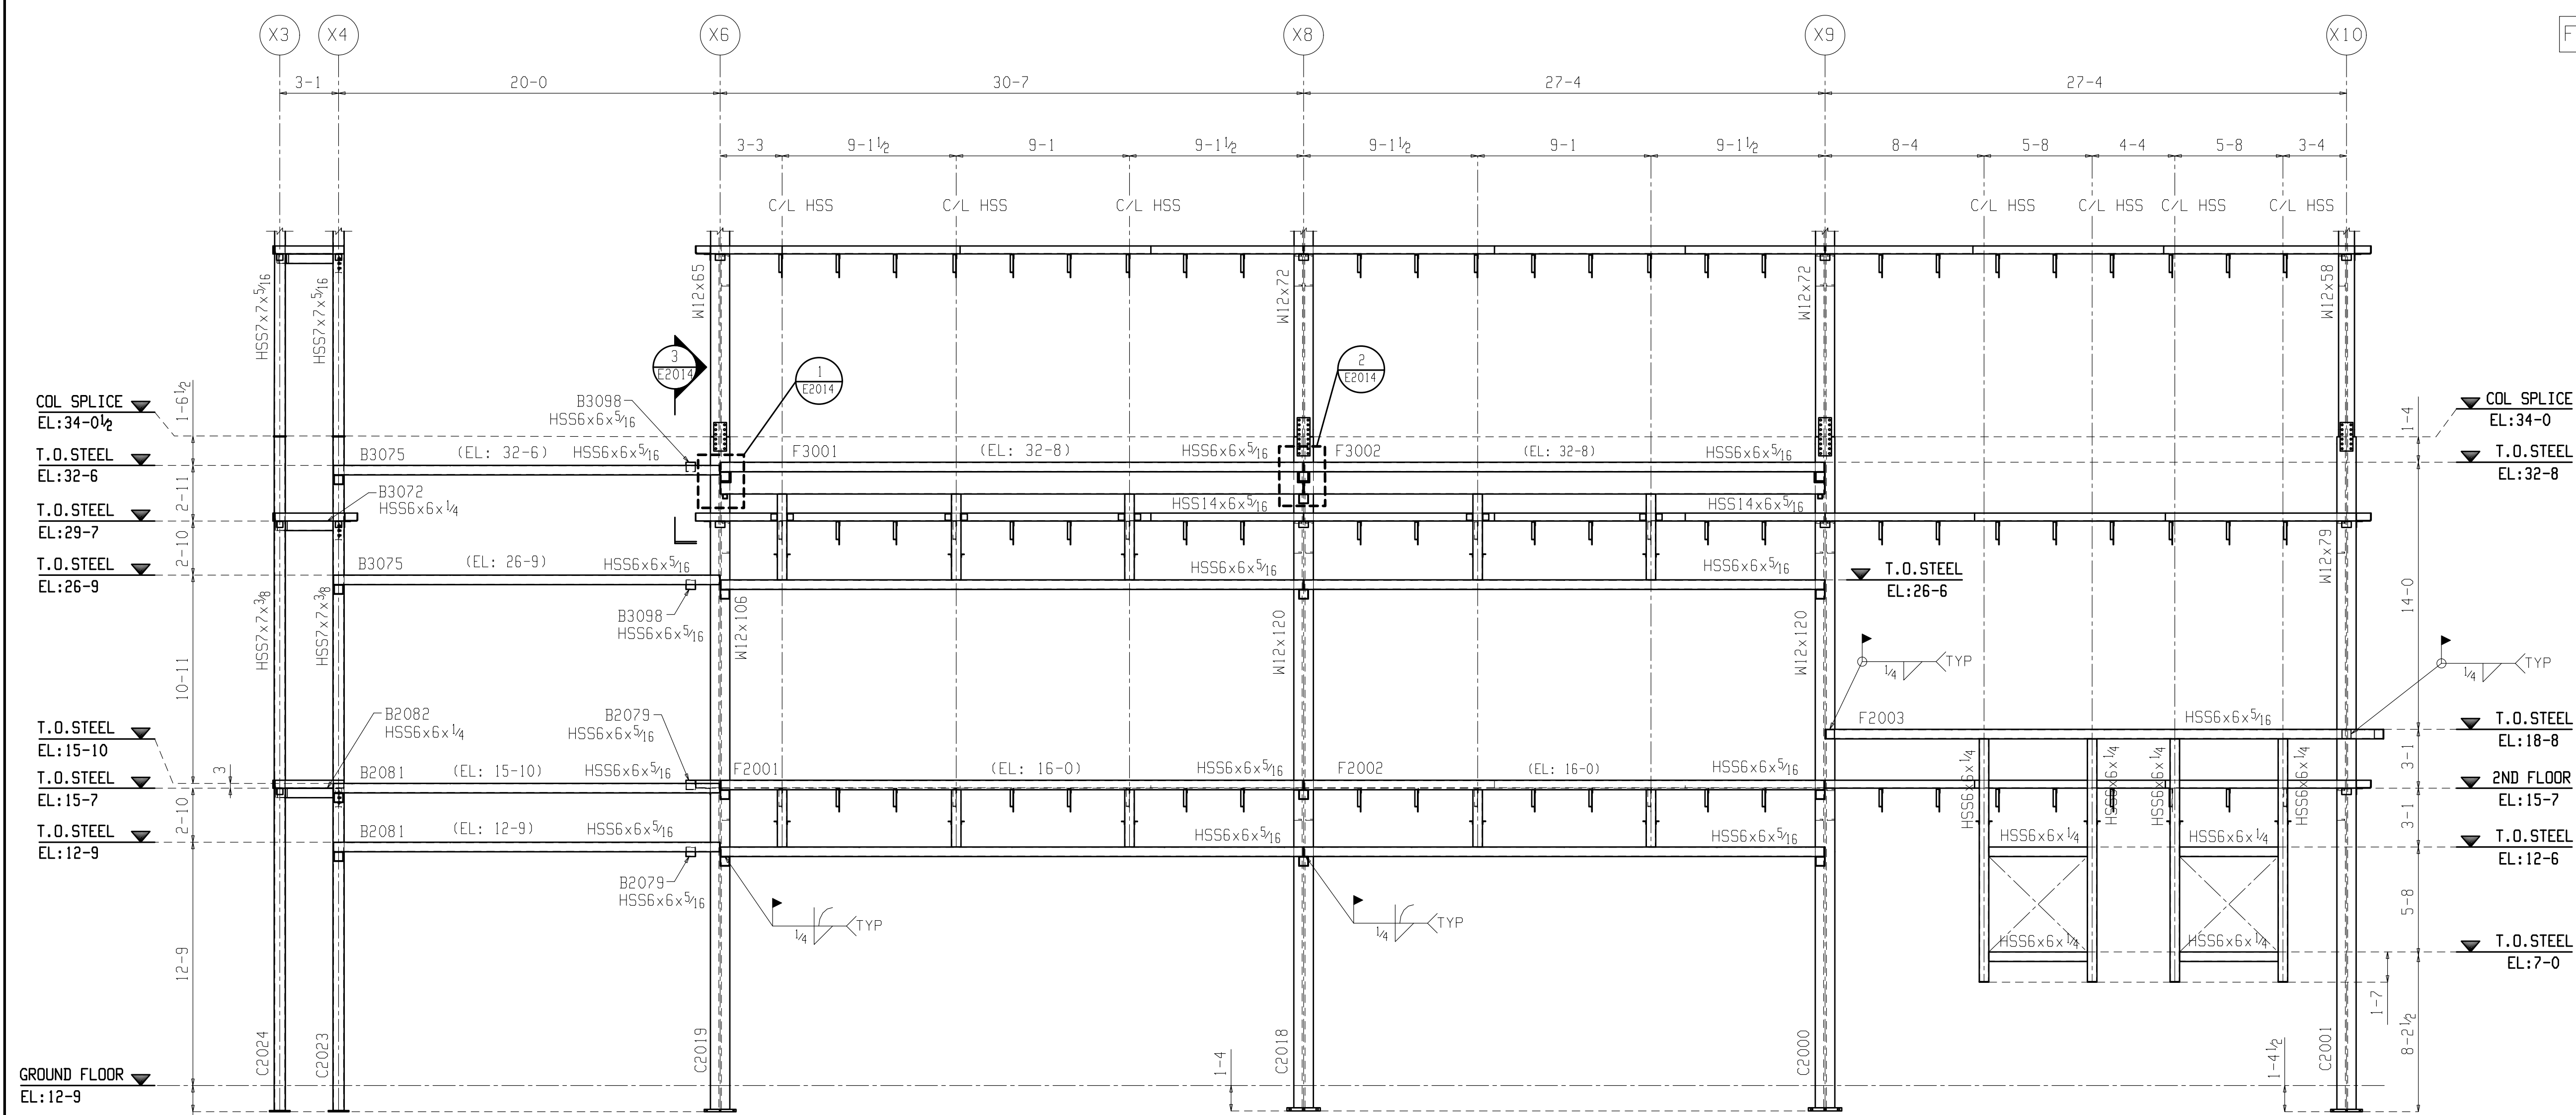 X3 X4 X6 X8 X9 X10 F
3-1 20-0 30-7 27-4 27-4
3-3 9-1½ 9-1 9-1½ 9-1½ 9-1 9-1½ 8-4 5-8 4-4 5-8 3-4
C/L HSS C/L HSS C/L HSS C/L HSS C/L HSS C/L HSS C/L HSS
HSS7x7x5/16
HSS7x7x5/16
W12x65
W12x72
W12x72
W12x58
3
E2014
1
E2014
2
E2014
COL SPLICE
EL:34-0½
1-6½
T.O.STEEL
EL:32-6
2-11
T.O.STEEL
EL:29-7
2-10
T.O.STEEL
EL:26-9
10-11
T.O.STEEL
EL:15-10
3
T.O.STEEL
EL:15-7
2-10
T.O.STEEL
EL:12-9
12-9
GROUND FLOOR
EL:12-9
B3098
HSS6x6x5/16
B3075 (EL: 32-6) HSS6x6x5/16
F3001 (EL: 32-8) HSS6x6x5/16
F3002 (EL: 32-8) HSS6x6x5/16
B3072
HSS6x6x1/4
HSS14x6x5/16
HSS14x6x5/16
B3075 (EL: 26-9) HSS6x6x5/16
HSS6x6x5/16
HSS6x6x5/16
T.O.STEEL
EL:26-6
B3098
HSS6x6x5/16
HSS7x7x3/8
HSS7x7x3/8
W12x106
W12x120
W12x120
W12x79
1/4 TYP
1/4 TYP
B2082
HSS6x6x1/4
B2079
HSS6x6x5/16
F2003 HSS6x6x5/16
B2081 (EL: 15-10) HSS6x6x5/16
F2001 (EL: 16-0) HSS6x6x5/16
F2002 (EL: 16-0) HSS6x6x5/16
HSS6x6x1/4
HSS6x6x1/4
HSS6x6x1/4
HSS6x6x1/4
B2081 (EL: 12-9) HSS6x6x5/16
HSS6x6x5/16
HSS6x6x5/16
HSS6x6x1/4
HSS6x6x1/4
B2079
HSS6x6x5/16
1/4 TYP
1/4 TYP
HSS6x6x1/4
HSS6x6x1/4
C2024
C2023
C2019
C2018
C2000
C2001
1-4
1-4½
1-7
COL SPLICE
EL:34-0
1-4
T.O.STEEL
EL:32-8
14-0
T.O.STEEL
EL:18-8
3-1
2ND FLOOR
EL:15-7
3-1
T.O.STEEL
EL:12-6
5-8
T.O.STEEL
EL:7-0
8-2½